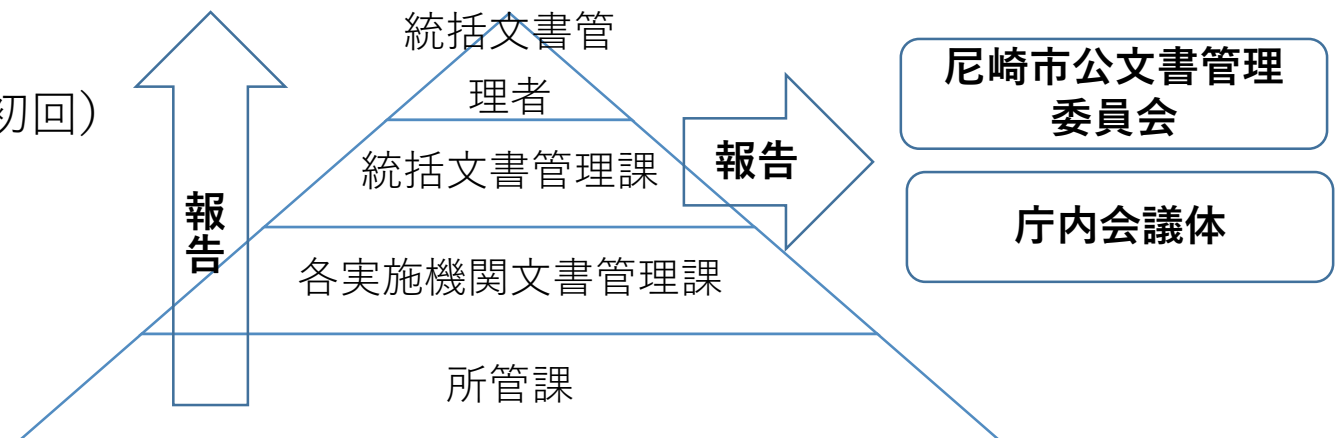 初回）
報
告
統括文書管
理者
統括文書管理課
各実施機関文書管理課
所管課
報告
尼崎市公文書管理
委員会
庁内会議体